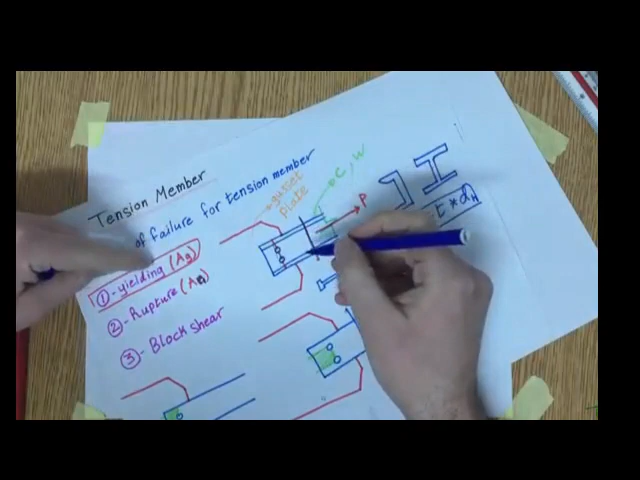 Tension Member
of failure for tension member
①- yielding (Ag)
②- Rupture (Ae)
③- Block shear
gusset
plate
C, W
P
t * dH